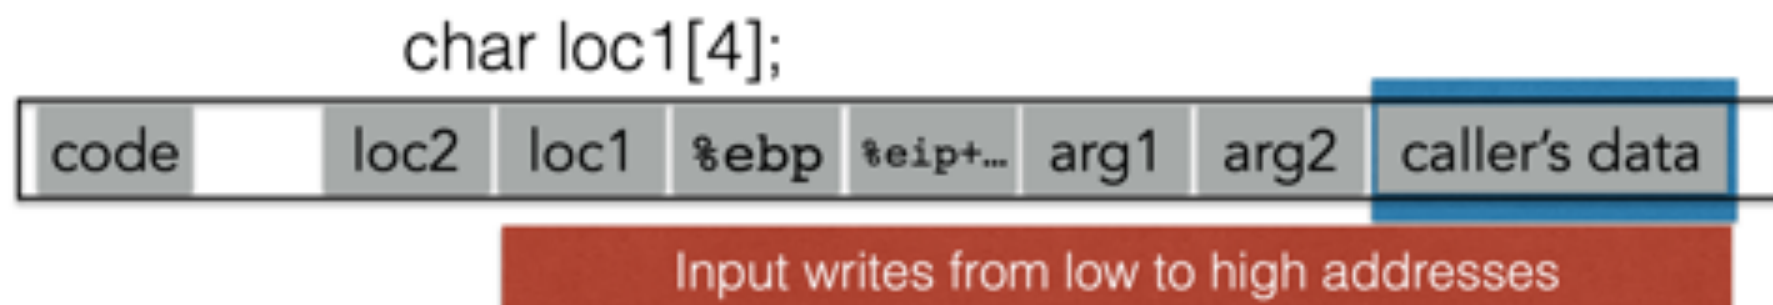 char loc1[4];
code loc2 loc1 %ebp %eip+… arg1 arg2 caller's data
Input writes from low to high addresses